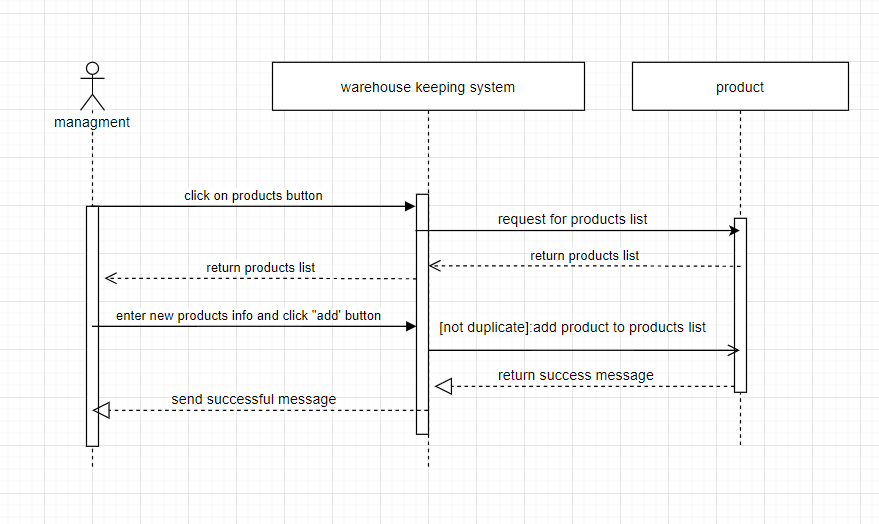 warehouse keeping system
product
managment
click on products button
request for products list
return products list
return products list
enter new products info and click "add' button
[not duplicate]:add product to products list
return success message
send successful message